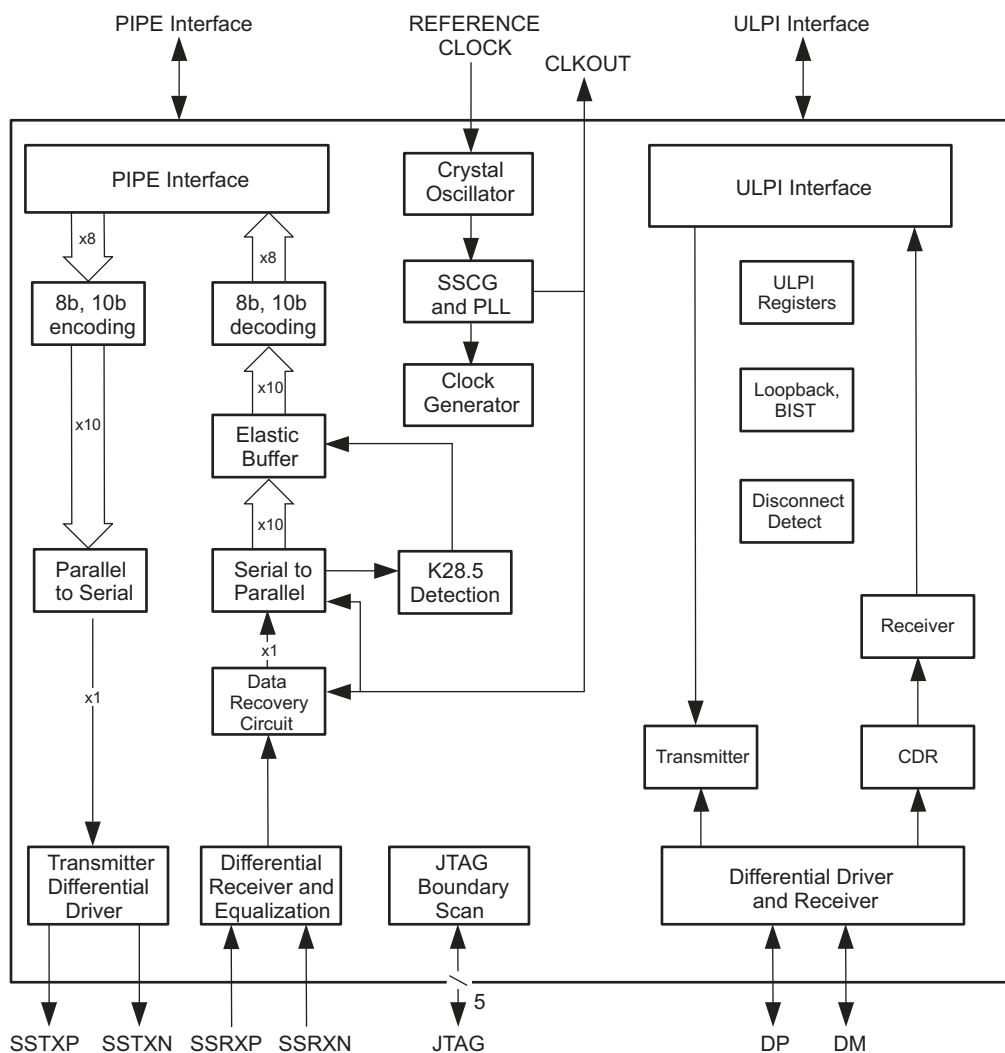 PIPE Interface
REFERENCE
CLOCK
CLKOUT
ULPI Interface
PIPE Interface
Crystal
Oscillator
ULPI Interface
x8
x8
8b, 10b
encoding
8b, 10b
decoding
SSCG
and PLL
ULPI
Registers
x10
x10
Clock
Generator
Loopback,
BIST
Elastic
Buffer
x10
Disconnect
Detect
Parallel
to Serial
Serial to
Parallel
K28.5
Detection
Receiver
x1
x1
Data
Recovery
Circuit
Transmitter
CDR
Transmitter
Differential
Driver
Differential
Receiver and
Equalization
JTAG
Boundary
Scan
Differential Driver
and Receiver
5
SSTXP
SSTXN
SSRXP
SSRXN
JTAG
DP
DM